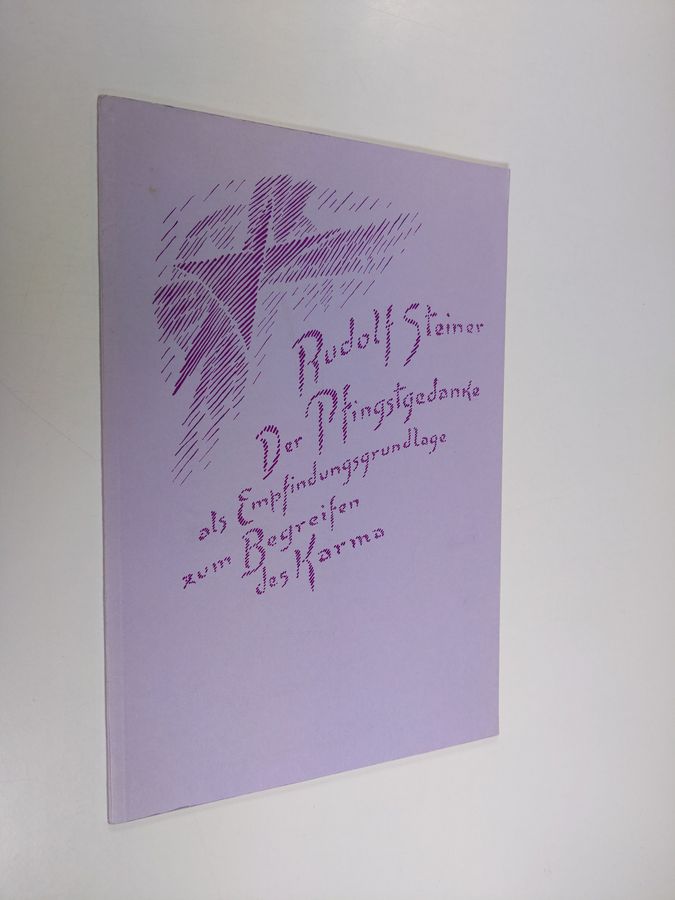 Rudolf Steiner
Der Pfingstgedanke
als Empfindungsgrundlage
zum Begreifen
des Karma